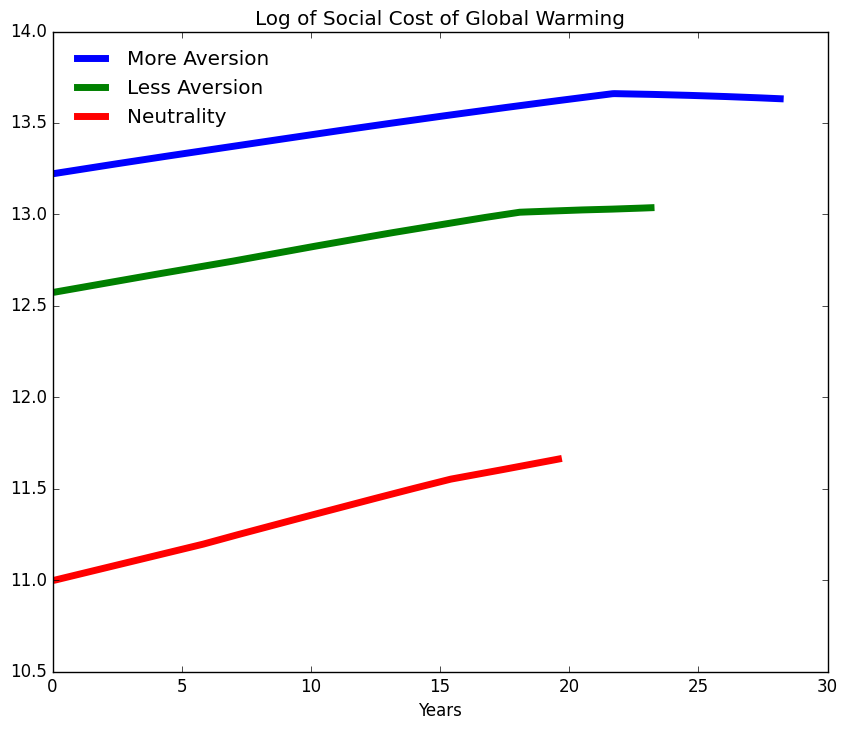 Log of Social Cost of Global Warming
14.0
More Aversion
Less Aversion
Neutrality
13.5
13.0
12.5
12.0
11.5
11.0
10.5
0 5 10 15 20 25 30
Years